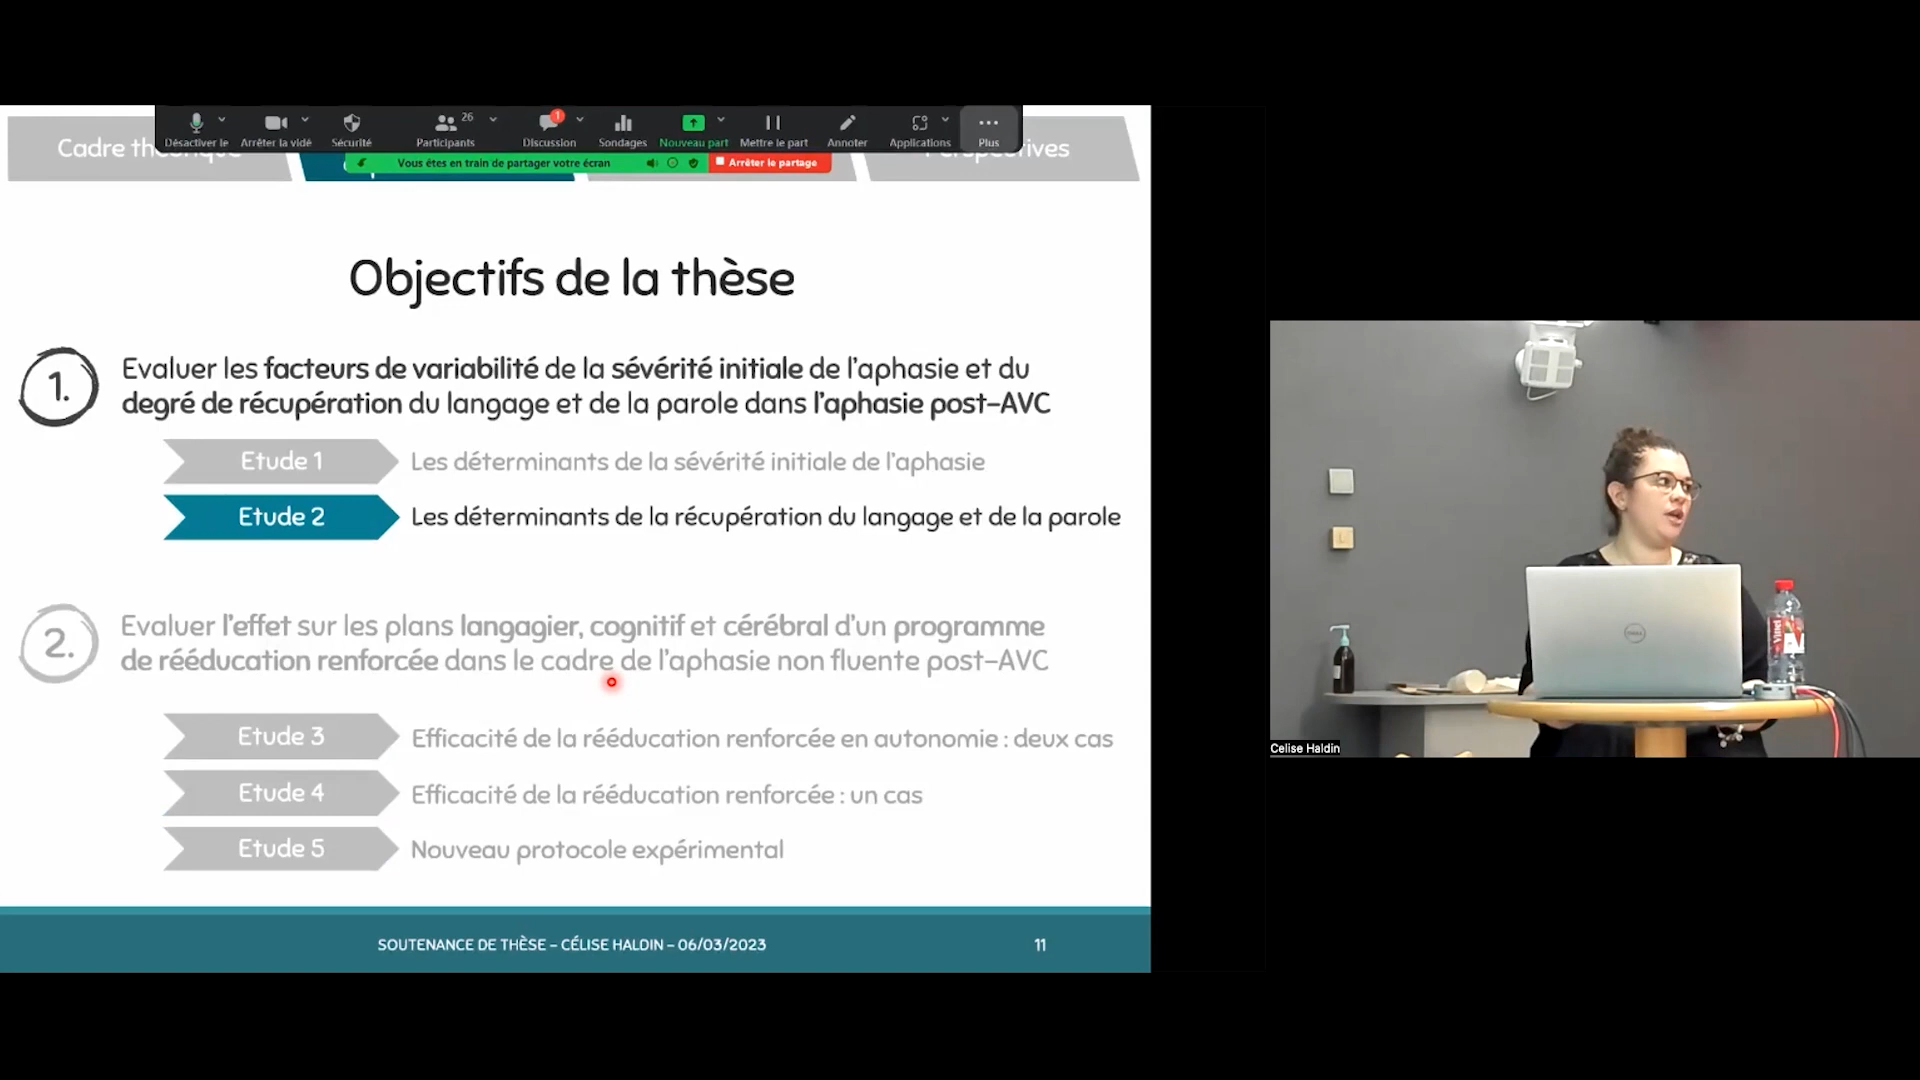 Désactiver le
Arrêter la vidé
Sécurité
26
Participants
1
Discussion
Sondages
Nouveau part
Mettre le part
Annoter
Applications
Plus
Vous êtes en train de partager votre écran
Arrêter le partage
Cadre théorique
Perspectives
Objectifs de la thèse
1.
Evaluer les facteurs de variabilité de la sévérité initiale de l'aphasie et du
degré de récupération du langage et de la parole dans l'aphasie post-AVC
Etude 1
Les déterminants de la sévérité initiale de l'aphasie
Etude 2
Les déterminants de la récupération du langage et de la parole
2.
Evaluer l'effet sur les plans langagier, cognitif et cérébral d'un programme
de rééducation renforcée dans le cadre de l'aphasie non fluente post-AVC
Etude 3
Efficacité de la rééducation renforcée en autonomie : deux cas
Etude 4
Efficacité de la rééducation renforcée : un cas
Etude 5
Nouveau protocole expérimental
SOUTENANCE DE THÈSE – CÉLISE HALDIN – 06/03/2023
11
DELL
Vittel
Celise Haldin